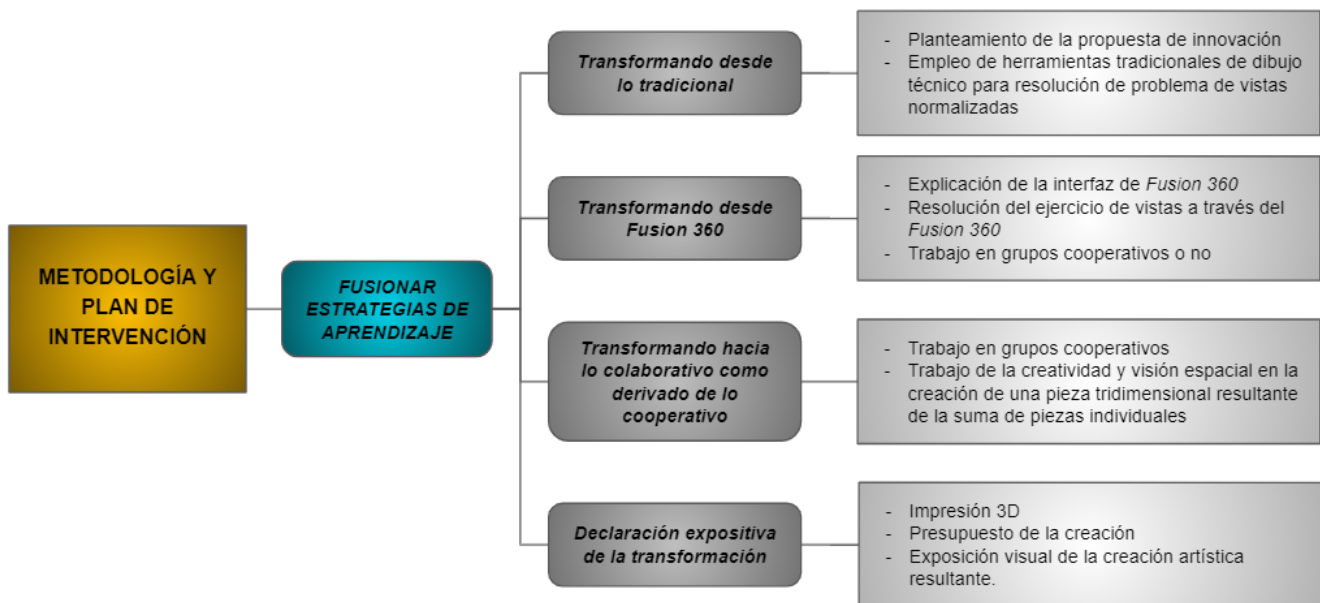 METODOLOGÍA Y
PLAN DE
INTERVENCIÓN
FUSIONAR
ESTRATEGIAS DE
APRENDIZAJE
Transformando desde
lo tradicional
- Planteamiento de la propuesta de innovación
- Empleo de herramientas tradicionales de dibujo
técnico para resolución de problema de vistas
normalizadas
Transformando desde
Fusion 360
- Explicación de la interfaz de Fusion 360
- Resolución del ejercicio de vistas a través del
Fusion 360
- Trabajo en grupos cooperativos o no
Transformando hacia
lo colaborativo como
derivado de lo
cooperativo
- Trabajo en grupos cooperativos
- Trabajo de la creatividad y visión espacial en la
creación de una pieza tridimensional resultante
de la suma de piezas individuales
Declaración expositiva
de la transformación
- Impresión 3D
- Presupuesto de la creación
- Exposición visual de la creación artística
resultante.